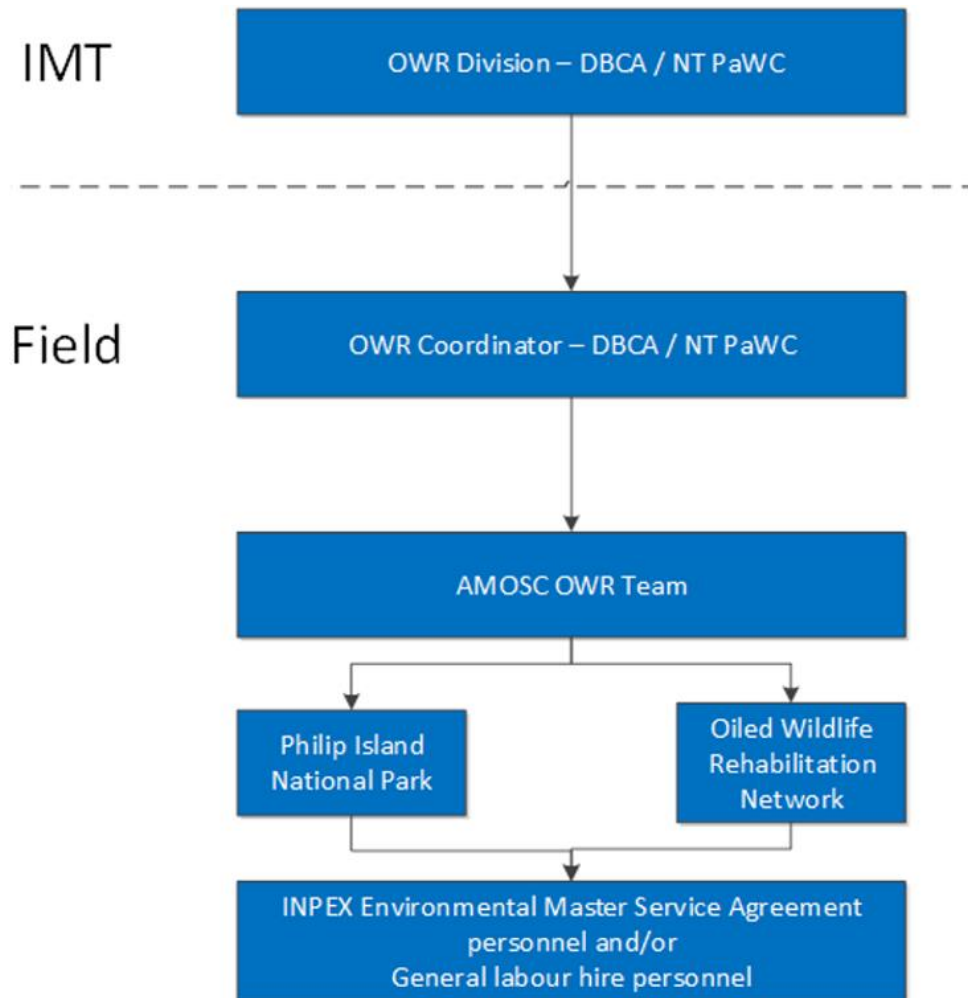 IMT
OWR Division – DBCA / NT PaWC
Field
OWR Coordinator – DBCA / NT PaWC
AMOSC OWR Team
Philip Island
National Park
Oiled Wildlife
Rehabilitation
Network
INPEX Environmental Master Service Agreement
personnel and/or
General labour hire personnel